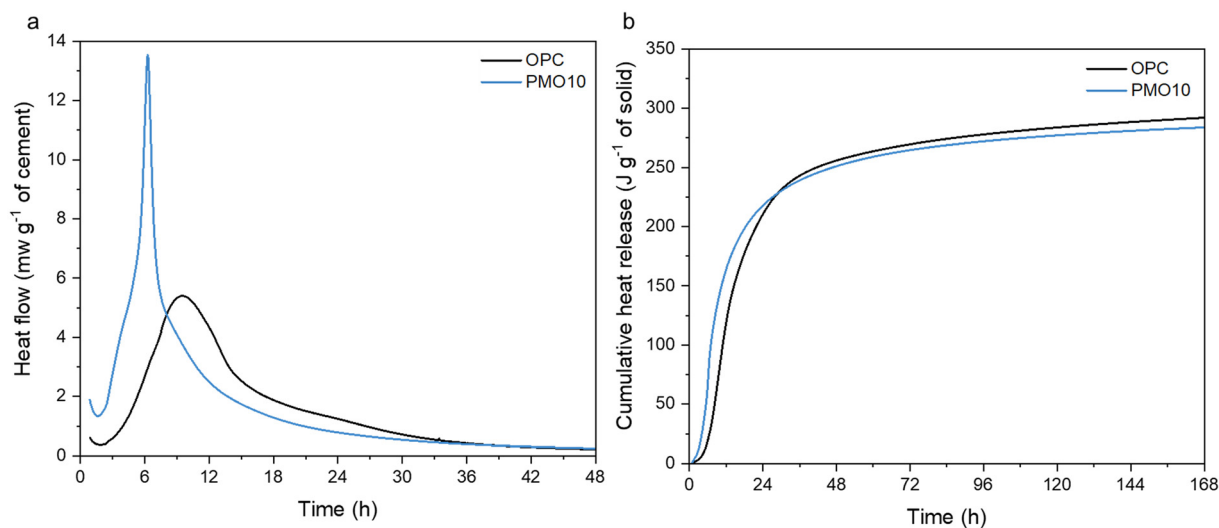 a
Heat flow (mw g⁻¹ of cement)
14
12
10
8
6
4
2
0
0 6 12 18 24 30 36 42 48
Time (h)
OPC
PMO10
b
Cumulative heat release (J g⁻¹ of solid)
350
300
250
200
150
100
50
0
0 24 48 72 96 120 144 168
Time (h)
OPC
PMO10